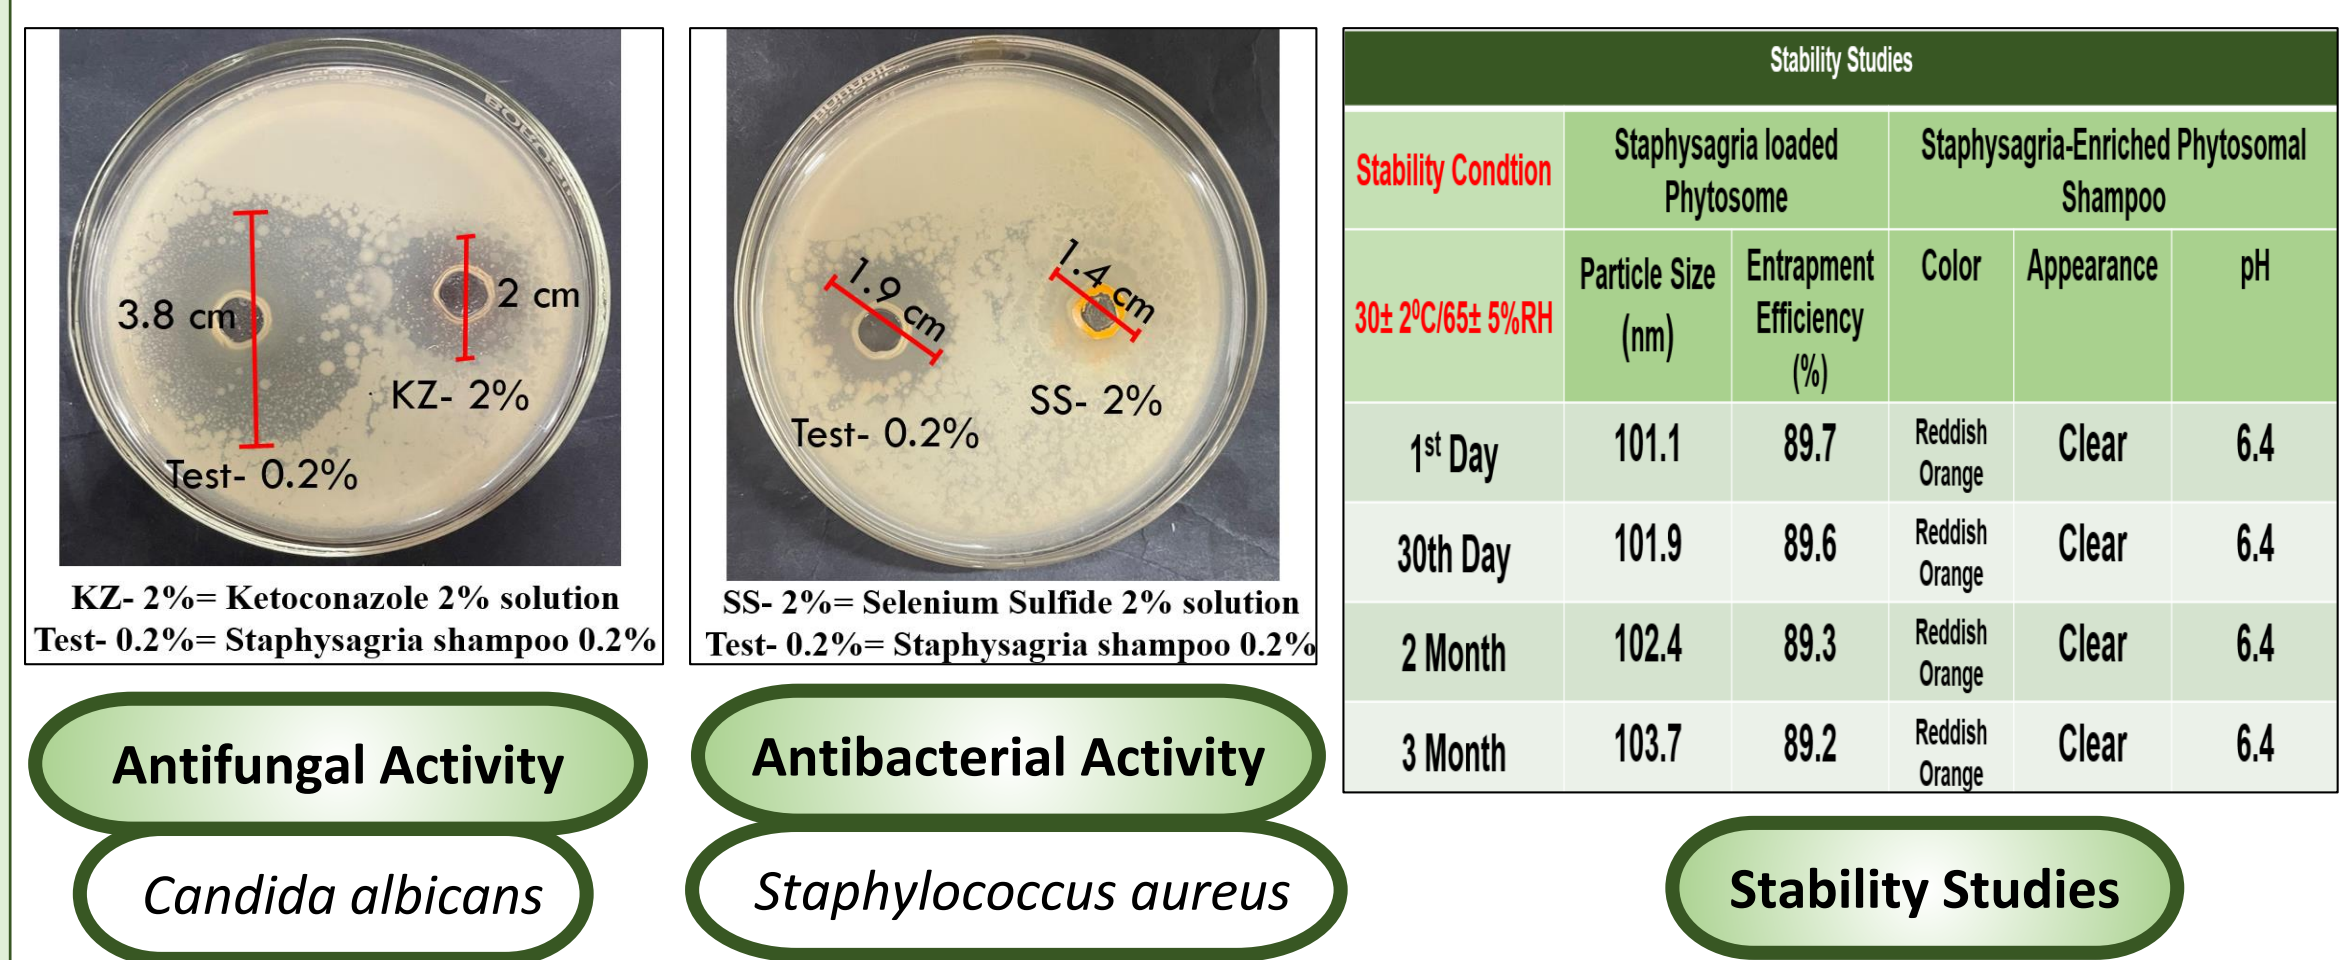 3.8 cm
2 cm
KZ- 2%
Test- 0.2%
KZ- 2%= Ketoconazole 2% solution
Test- 0.2%= Staphysagria shampoo 0.2%
Antifungal Activity
Candida albicans
1.9 cm
1.4 cm
SS- 2%
Test- 0.2%
SS- 2%= Selenium Sulfide 2% solution
Test- 0.2%= Staphysagria shampoo 0.2%
Antibacterial Activity
Staphylococcus aureus
Stability Studies
Stability Condtion
Staphysagria loaded
Phytosome
Staphysagria-Enriched Phytosomal
Shampoo
30± 2⁰C/65± 5%RH
Particle Size
(nm)
Entrapment
Efficiency
(%)
Color
Appearance
pH
1st Day
101.1
89.7
Reddish
Orange
Clear
6.4
30th Day
101.9
89.6
Reddish
Orange
Clear
6.4
2 Month
102.4
89.3
Reddish
Orange
Clear
6.4
3 Month
103.7
89.2
Reddish
Orange
Clear
6.4
Stability Studies